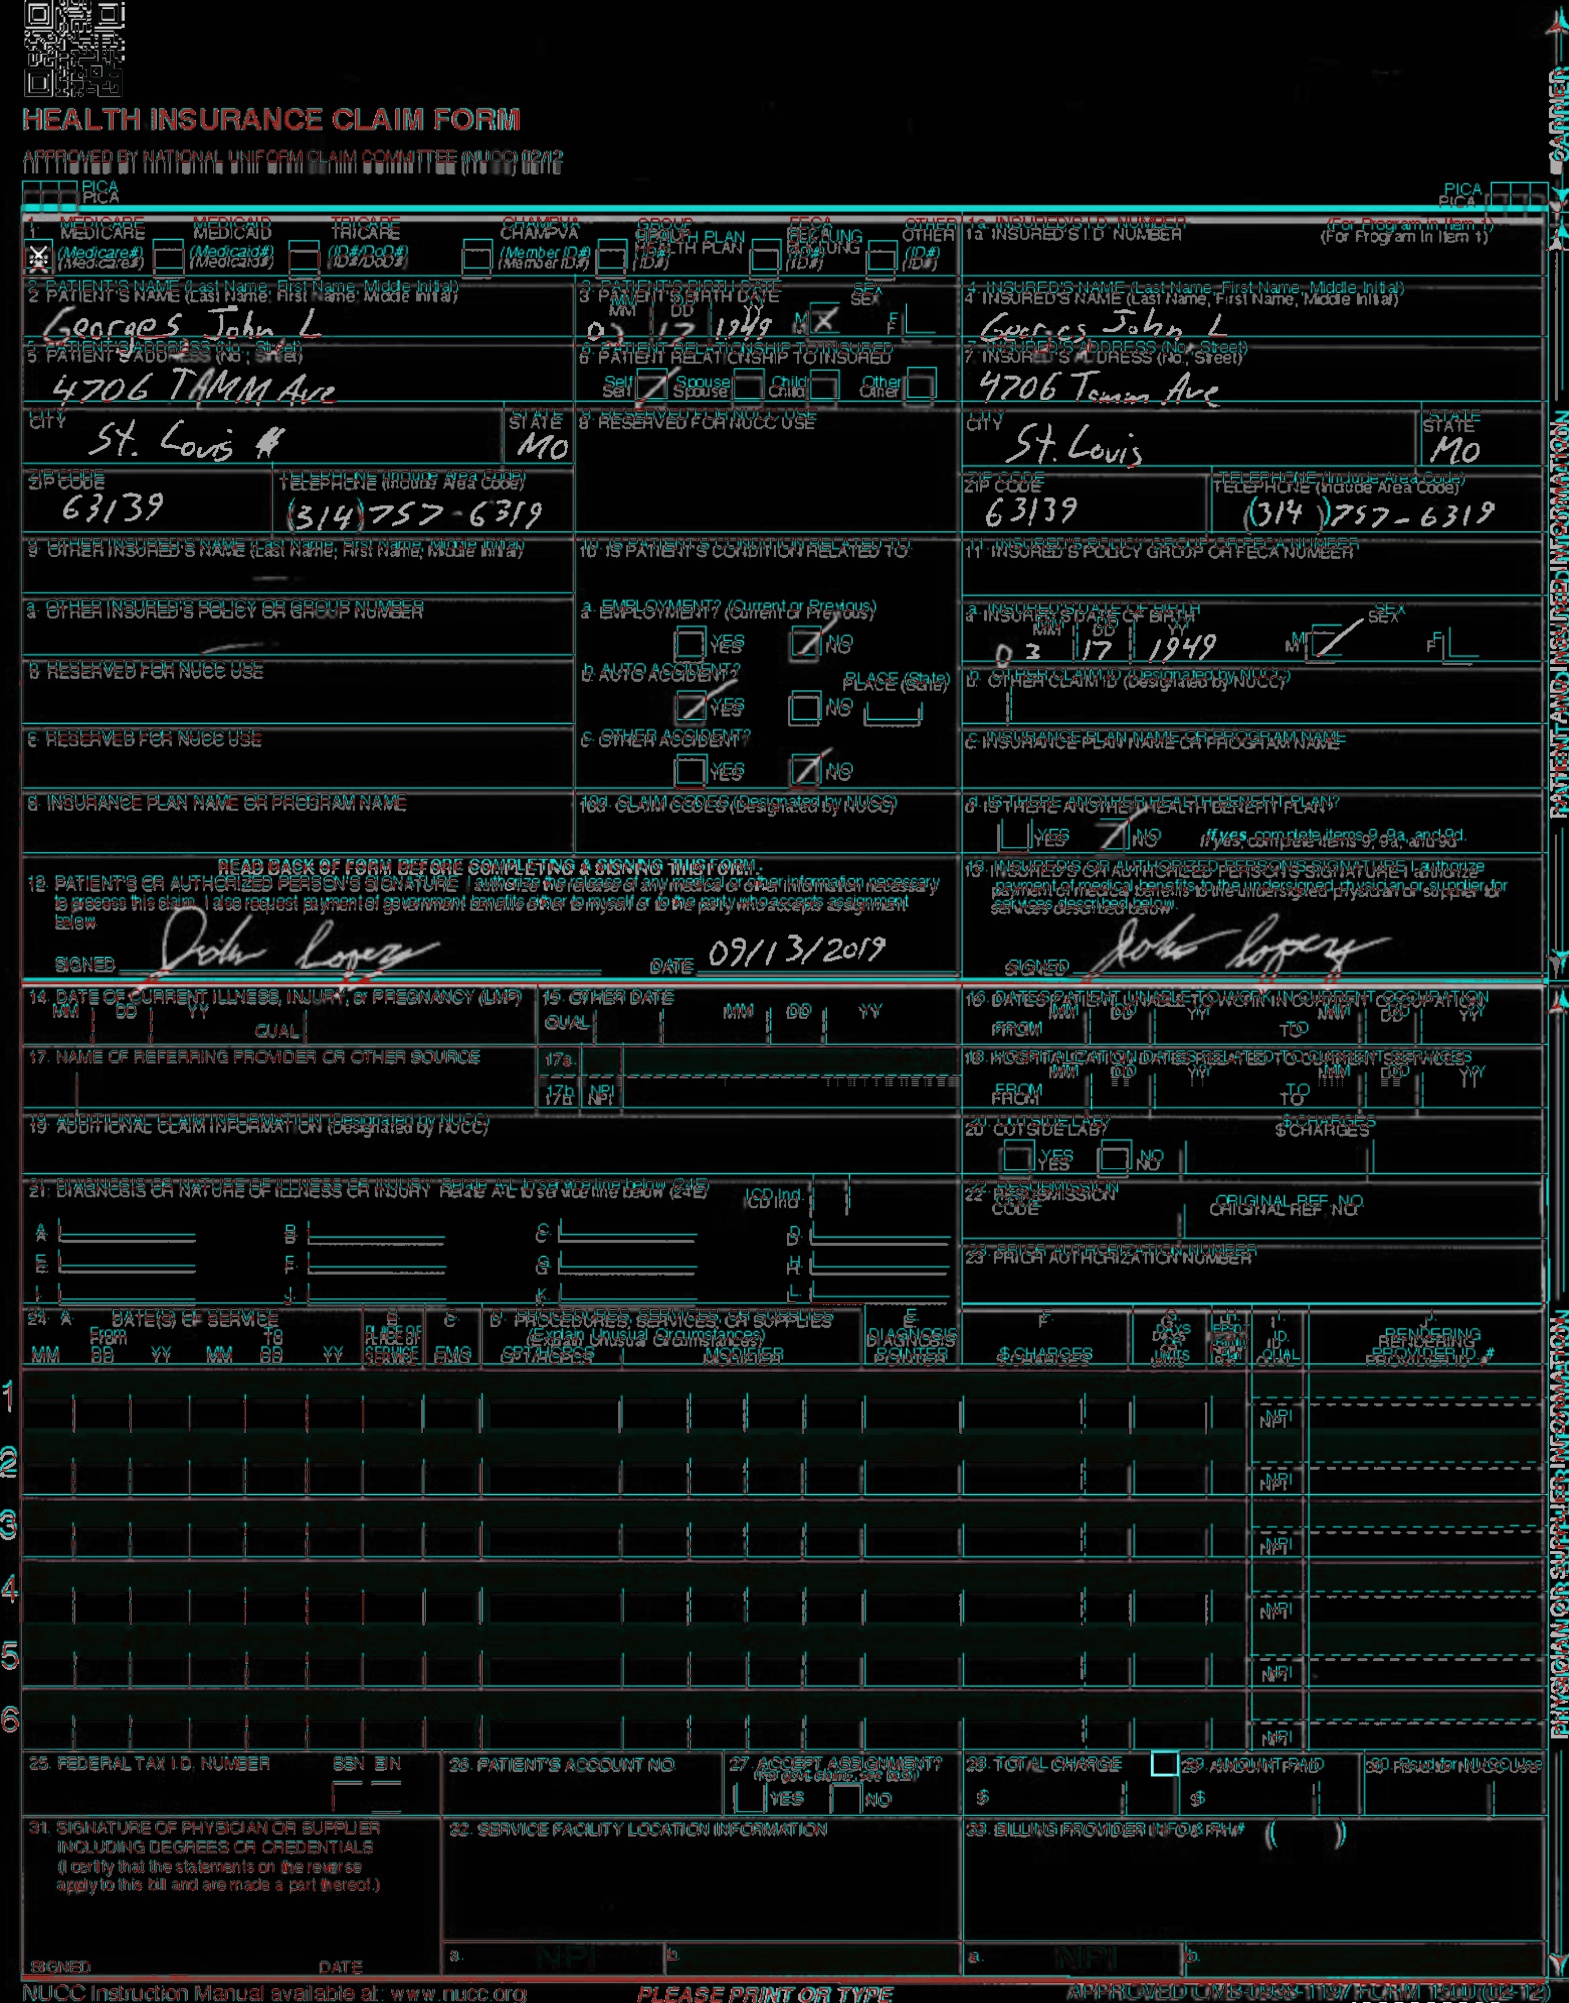 HEALTH INSURANCE CLAIM FORM
APPROVED BY NATIONAL UNIFORM CLAIM COMMITTEE (NUCC) 02/12
PICA PICA
CARRIER
1. MEDICARE MEDICAID TRICARE CHAMPVA GROUP HEALTH PLAN FECA BLK LUNG OTHER
(Medicare#) (Medicaid#) (ID#/DoD#) (Member ID#) (ID#) (ID#) (ID#)
1a. INSURED'S I.D. NUMBER (For Program in Item 1)
2. PATIENT'S NAME (Last Name, First Name, Middle Initial)
Georges John L
3. PATIENT'S BIRTH DATE SEX
MM DD YY
03 17 1949 M X F
4. INSURED'S NAME (Last Name, First Name, Middle Initial)
Georges John L
5. PATIENT'S ADDRESS (No., Street)
4706 TAMM Ave
6. PATIENT RELATIONSHIP TO INSURED
Self Spouse Child Other
7. INSURED'S ADDRESS (No., Street)
4706 Tamm Ave
CITY STATE
St. Louis MO
8. RESERVED FOR NUCC USE
CITY STATE
St. Louis MO
ZIP CODE TELEPHONE (Include Area Code)
63139 (314) 757-6319
ZIP CODE TELEPHONE (Include Area Code)
63139 (314) 757-6319
9. OTHER INSURED'S NAME (Last Name, First Name, Middle Initial)
10. IS PATIENT'S CONDITION RELATED TO:
11. INSURED'S POLICY GROUP OR FECA NUMBER
a. OTHER INSURED'S POLICY OR GROUP NUMBER
a. EMPLOYMENT? (Current or Previous)
YES NO
a. INSURED'S DATE OF BIRTH SEX
MM DD YY
03 17 1949 M F
b. RESERVED FOR NUCC USE
b. AUTO ACCIDENT? PLACE (State)
YES NO
b. OTHER CLAIM ID (Designated by NUCC)
c. RESERVED FOR NUCC USE
c. OTHER ACCIDENT?
YES NO
c. INSURANCE PLAN NAME OR PROGRAM NAME
d. INSURANCE PLAN NAME OR PROGRAM NAME
10d. CLAIM CODES (Designated by NUCC)
d. IS THERE ANOTHER HEALTH BENEFIT PLAN?
YES NO If yes, complete items 9, 9a, and 9d.
READ BACK OF FORM BEFORE COMPLETING & SIGNING THIS FORM.
12. PATIENT'S OR AUTHORIZED PERSON'S SIGNATURE I authorize the release of any medical or other information necessary
to process this claim. I also request payment of government benefits either to myself or to the party who accepts assignment
below.
SIGNED John Lopez DATE 09/13/2019
13. INSURED'S OR AUTHORIZED PERSON'S SIGNATURE I authorize
payment of medical benefits to the undersigned physician or supplier for
services described below.
SIGNED John Lopez
PATIENT AND INSURED INFORMATION
14. DATE OF CURRENT ILLNESS, INJURY, or PREGNANCY (LMP)
MM DD YY QUAL.
15. OTHER DATE
QUAL. MM DD YY
16. DATES PATIENT UNABLE TO WORK IN CURRENT OCCUPATION
MM DD YY MM DD YY
FROM TO
17. NAME OF REFERRING PROVIDER OR OTHER SOURCE
17a.
17b. NPI
18. HOSPITALIZATION DATES RELATED TO CURRENT SERVICES
MM DD YY MM DD YY
FROM TO
19. ADDITIONAL CLAIM INFORMATION (Designated by NUCC)
20. OUTSIDE LAB? $ CHARGES
YES NO
21. DIAGNOSIS OR NATURE OF ILLNESS OR INJURY Relate A-L to service line below (24E) ICD Ind.
A. B. C. D.
E. F. G. H.
I. J. K. L.
22. RESUBMISSION
CODE ORIGINAL REF. NO.
23. PRIOR AUTHORIZATION NUMBER
24. A. DATE(S) OF SERVICE B. C. D. PROCEDURES, SERVICES, OR SUPPLIES E. F. G. H. I. J.
From To PLACE OF (Explain Unusual Circumstances) DIAGNOSIS DAYS ID. RENDERING
MM DD YY MM DD YY SERVICE EMG CPT/HCPCS MODIFIER POINTER $ CHARGES UNITS QUAL. PROVIDER ID. #
1 NPI
2 NPI
3 NPI
4 NPI
5 NPI
6 NPI
PHYSICIAN OR SUPPLIER INFORMATION
25. FEDERAL TAX I.D. NUMBER SSN EIN
26. PATIENT'S ACCOUNT NO.
27. ACCEPT ASSIGNMENT?
(For govt. claims, see back)
YES NO
28. TOTAL CHARGE
$
29. AMOUNT PAID
$
30. Rsvd for NUCC Use
31. SIGNATURE OF PHYSICIAN OR SUPPLIER
INCLUDING DEGREES OR CREDENTIALS
(I certify that the statements on the reverse
apply to this bill and are made a part thereof.)
SIGNED DATE
32. SERVICE FACILITY LOCATION INFORMATION
a. NPI b.
33. BILLING PROVIDER INFO & PH# ( )
a. NPI b.
NUCC Instruction Manual available at: www.nucc.org
PLEASE PRINT OR TYPE
APPROVED OMB-0938-1197 FORM 1500 (02-12)